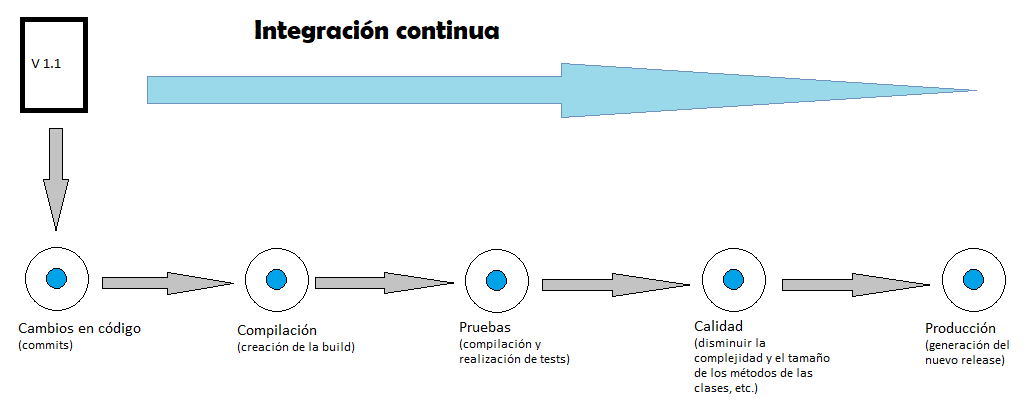 Integración continua
V 1.1
Cambios en código
(commits)
Compilación
(creación de la build)
Pruebas
(compilación y
realización de tests)
Calidad
(disminuir la
complejidad y el tamaño
de los métodos de las
clases, etc.)
Producción
(generación del
nuevo release)